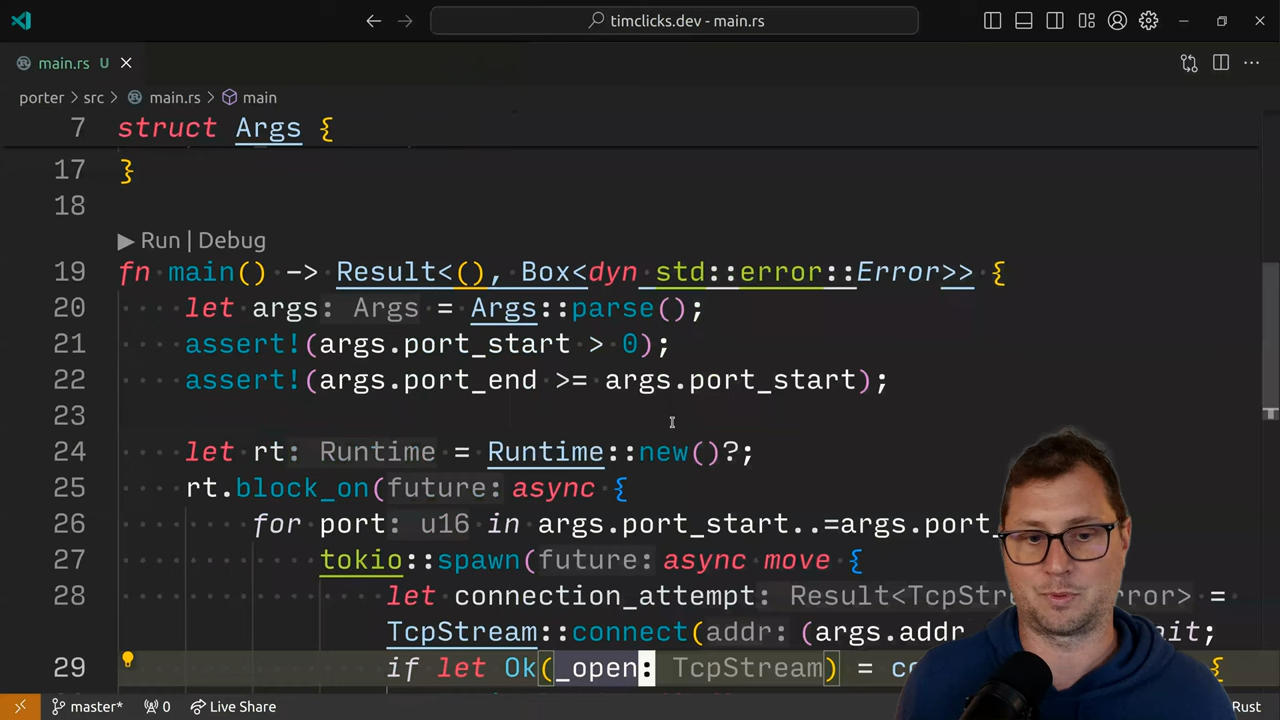 timclicks.dev - main.rs
main.rs U
porter > src > main.rs > main
7 struct Args {
17 }
18
Run | Debug
19 fn main() -> Result<(), Box<dyn std::error::Error>> {
20 let args: Args = Args::parse();
21 assert!(args.port_start > 0);
22 assert!(args.port_end >= args.port_start);
23
24 let rt: Runtime = Runtime::new()?;
25 rt.block_on(future: async {
26 for port: u16 in args.port_start..=args.port_
27 tokio::spawn(future: async move {
28 let connection_attempt: Result<TcpStre Error> =
TcpStream::connect(addr: (args.addr it;
29 if let Ok(_open: TcpStream) = co {
master* 0 Live Share Rust